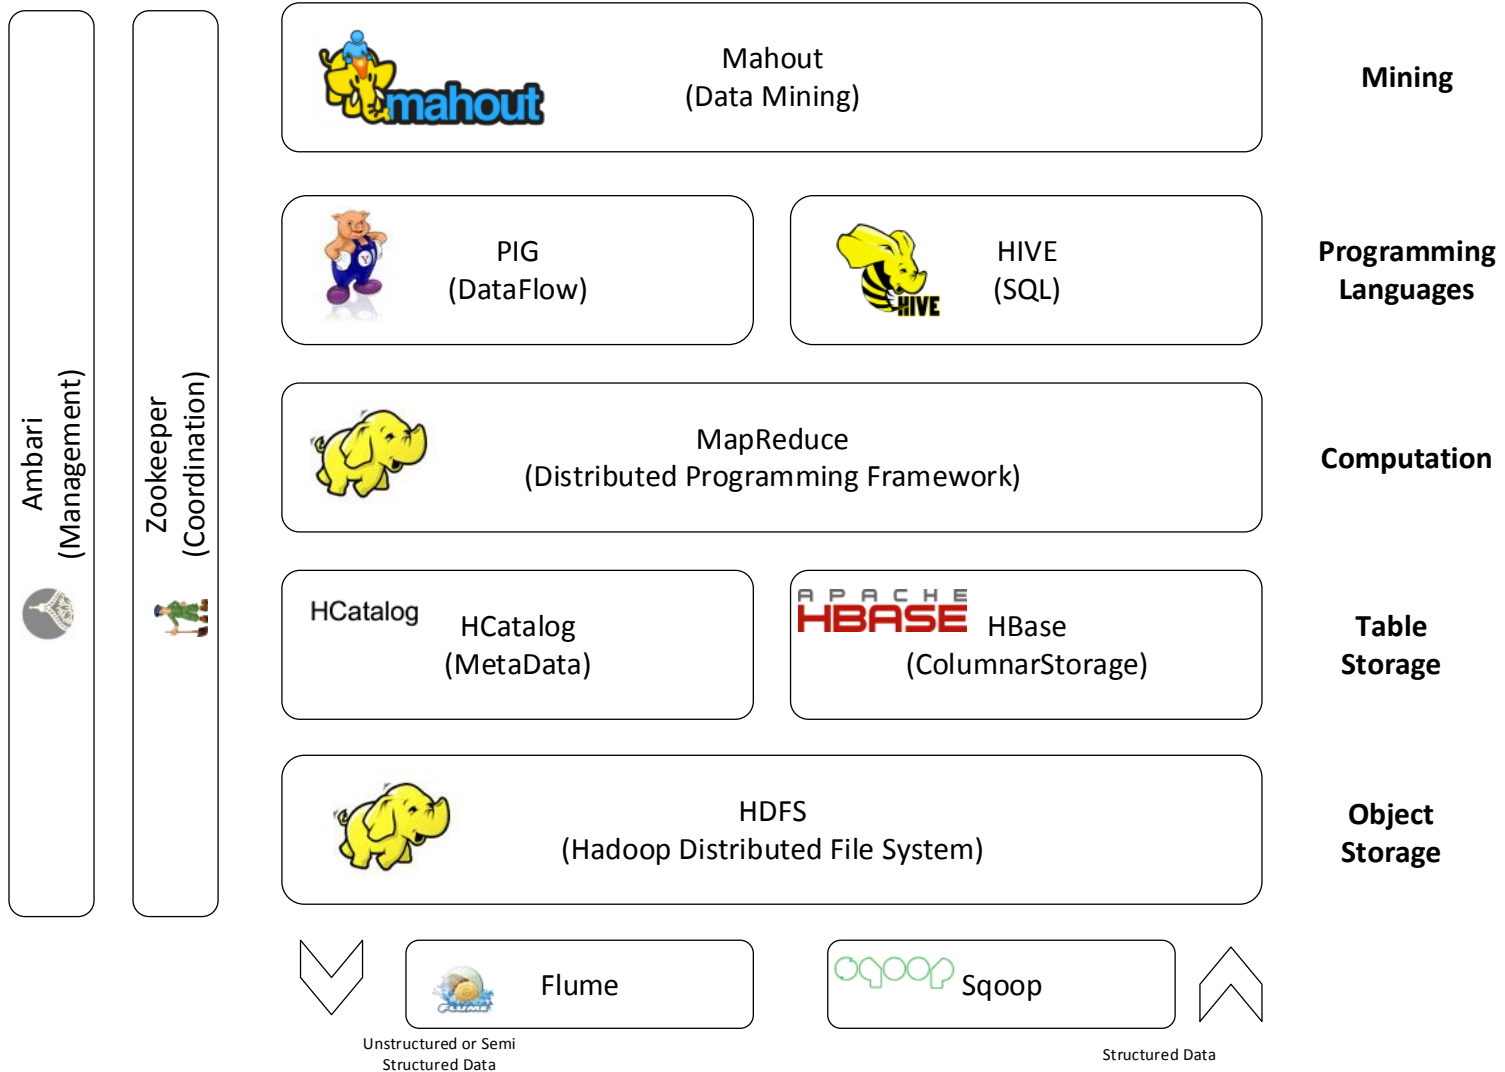 mahout
Mahout
(Data Mining)
Mining
Y
PIG
(DataFlow)
HIVE
HIVE
(SQL)
Programming
Languages
MapReduce
(Distributed Programming Framework)
Computation
Ambari
(Management)
Zookeeper
(Coordination)
HCatalog
HCatalog
(MetaData)
APACHE
HBASE
HBase
(ColumnarStorage)
Table
Storage
HDFS
(Hadoop Distributed File System)
Object
Storage
FLUME
Flume
sqoop
Sqoop
Unstructured or Semi
Structured Data
Structured Data